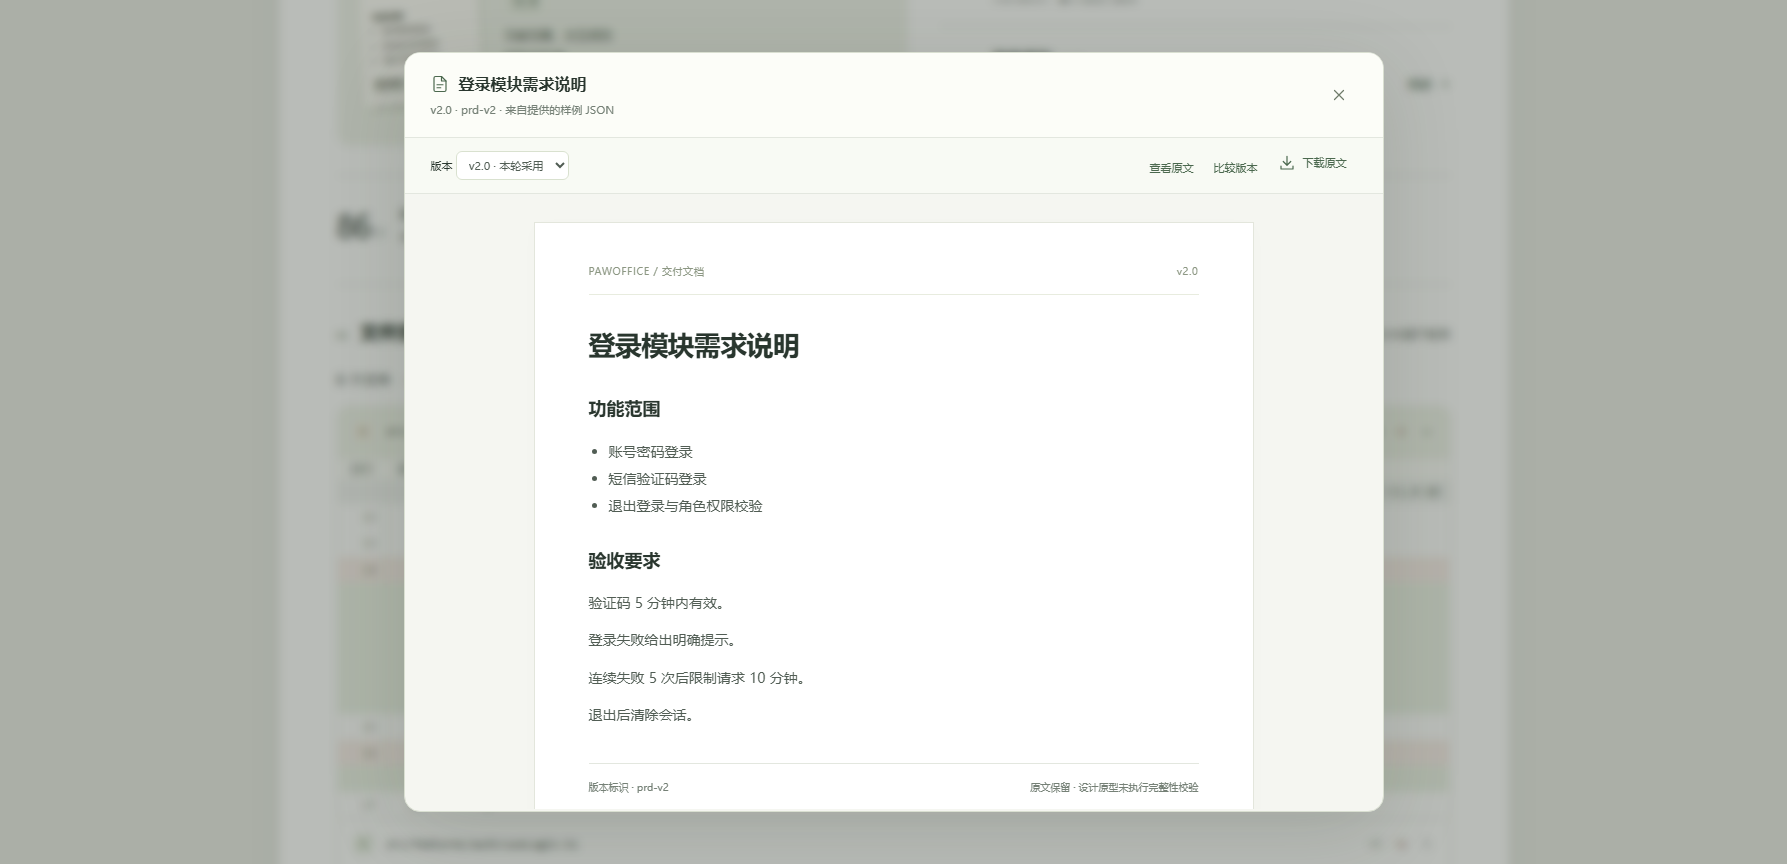 登录模块需求说明
v2.0 · prd-v2 · 来自提供的样例 JSON
版本 v2.0 · 本轮采用
查看原文 比较版本 下载原文
PAWOFFICE / 交付文档 v2.0
登录模块需求说明
功能范围
• 账号密码登录
• 短信验证码登录
• 退出登录与角色权限校验
验收要求
验证码 5 分钟内有效。
登录失败给出明确提示。
连续失败 5 次后限制请求 10 分钟。
退出后清除会话。
版本标识 · prd-v2 原文保留 · 设计原型未执行完整性校验
86